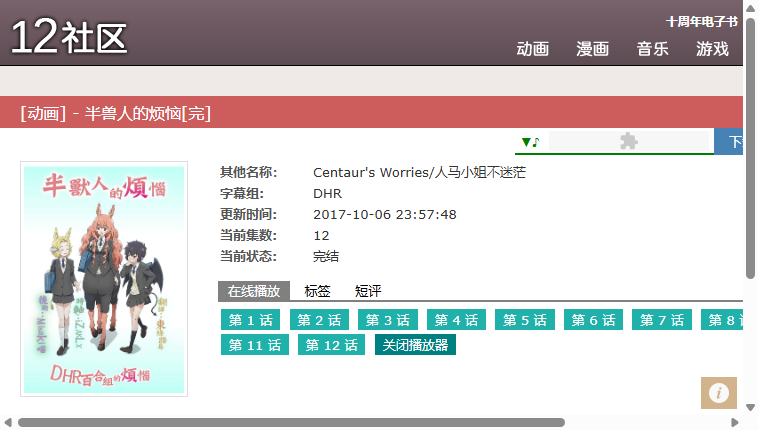 12社区
十周年电子书
动画 漫画 音乐 游戏
[动画] - 半兽人的烦恼[完]
▼♪
其他名称: Centaur's Worries/人马小姐不迷茫
字幕组: DHR
更新时间: 2017-10-06 23:57:48
当前集数: 12
当前状态: 完结
半獸人的煩惱
DHR百合組的煩惱
在线播放 标签 短评
第 1 话 第 2 话 第 3 话 第 4 话 第 5 话 第 6 话 第 7 话 第 8
第 11 话 第 12 话 关闭播放器